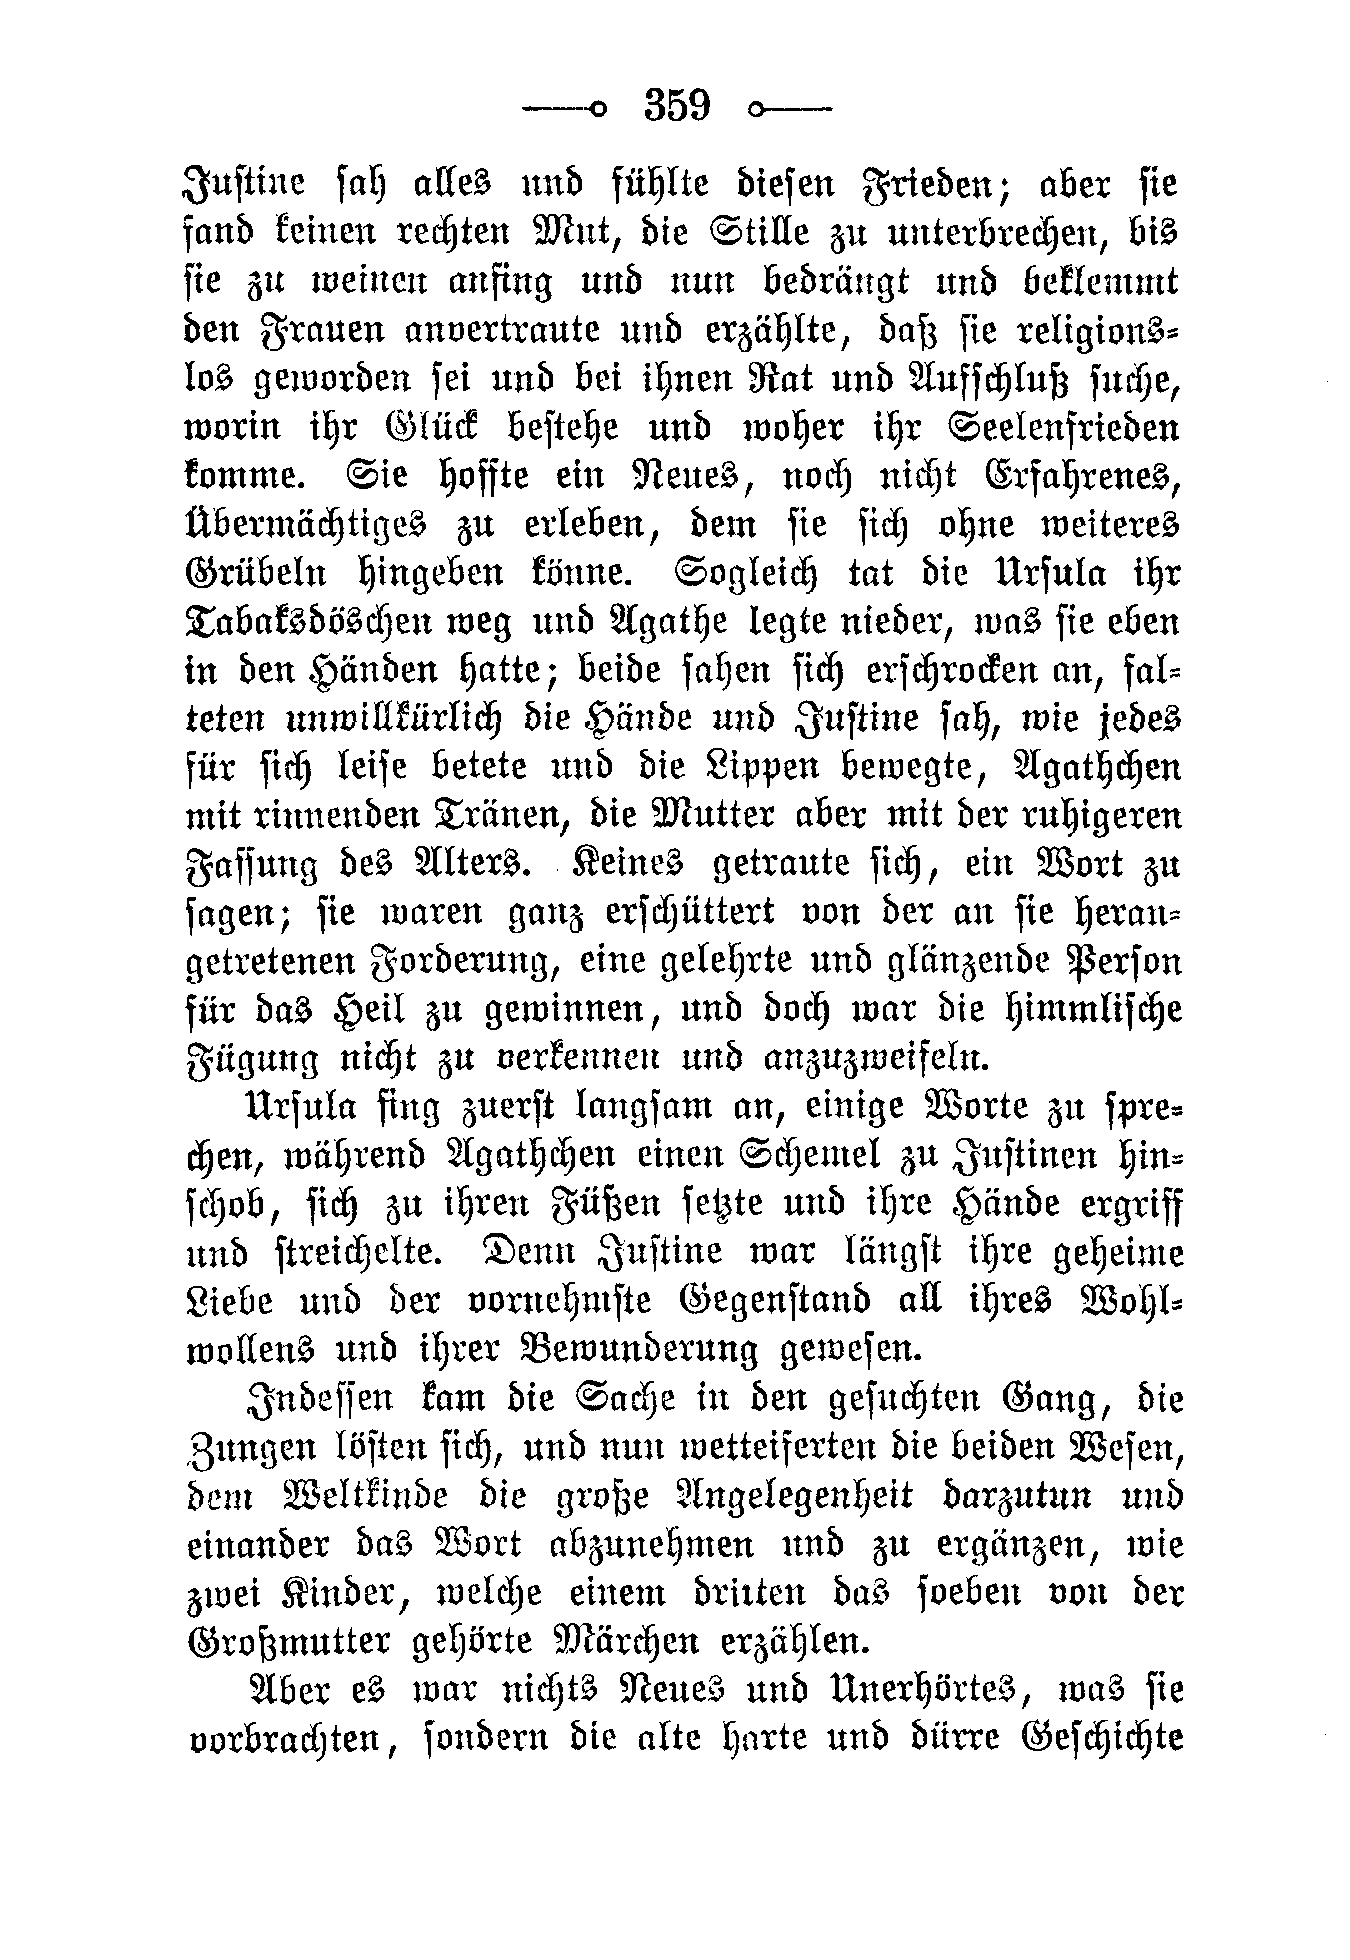 359
Justine sah alles und fühlte diesen Frieden; aber sie
fand keinen rechten Mut, die Stille zu unterbrechen, bis
sie zu weinen anfing und nun bedrängt und beklemmt
den Frauen anvertraute und erzählte, daß sie religions-
los geworden sei und bei ihnen Rat und Aufschluß suche,
worin ihr Glück bestehe und woher ihr Seelenfrieden
komme. Sie hoffte ein Neues, noch nicht Erfahrenes,
Übermächtiges zu erleben, dem sie sich ohne weiteres
Grübeln hingeben könne. Sogleich tat die Ursula ihr
Tabaksdöschen weg und Agathe legte nieder, was sie eben
in den Händen hatte; beide sahen sich erschrocken an, fal-
teten unwillkürlich die Hände und Justine sah, wie jedes
für sich leise betete und die Lippen bewegte, Agathchen
mit rinnenden Tränen, die Mutter aber mit der ruhigeren
Fassung des Alters. Keines getraute sich, ein Wort zu
sagen; sie waren ganz erschüttert von der an sie heran-
getretenen Forderung, eine gelehrte und glänzende Person
für das Heil zu gewinnen, und doch war die himmlische
Fügung nicht zu verkennen und anzuzweifeln.
Ursula fing zuerst langsam an, einige Worte zu spre-
chen, während Agathchen einen Schemel zu Justinen hin-
schob, sich zu ihren Füßen setzte und ihre Hände ergriff
und streichelte. Denn Justine war längst ihre geheime
Liebe und der vornehmste Gegenstand all ihres Wohl-
wollens und ihrer Bewunderung gewesen.
Indessen kam die Sache in den gesuchten Gang, die
Zungen lösten sich, und nun wetteiferten die beiden Wesen,
dem Weltkinde die große Angelegenheit darzutun und
einander das Wort abzunehmen und zu ergänzen, wie
zwei Kinder, welche einem dritten das soeben von der
Großmutter gehörte Märchen erzählen.
Aber es war nichts Neues und Unerhörtes, was sie
vorbrachten, sondern die alte harte und dürre Geschichte